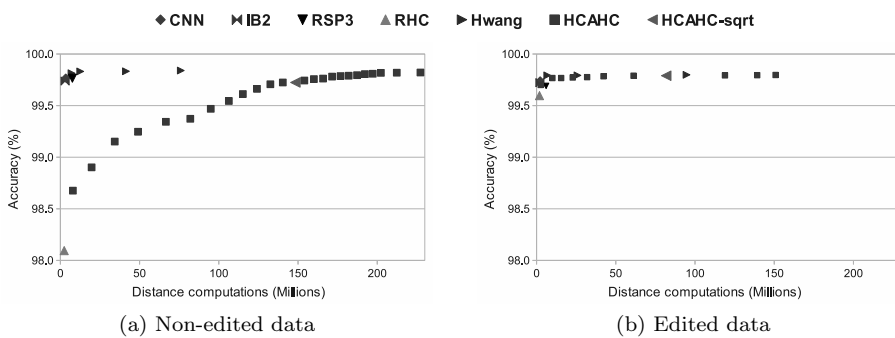 CNN IB2 RSP3 RHC Hwang HCAHC HCAHC-sqrt
100.0
99.5
99.0
98.5
98.0
Accuracy (%)
0 50 100 150 200
Distance computations (Millions)
(a) Non-edited data
100.0
99.5
99.0
98.5
98.0
Accuracy (%)
0 50 100 150 200
Distance computations (Millions)
(b) Edited data